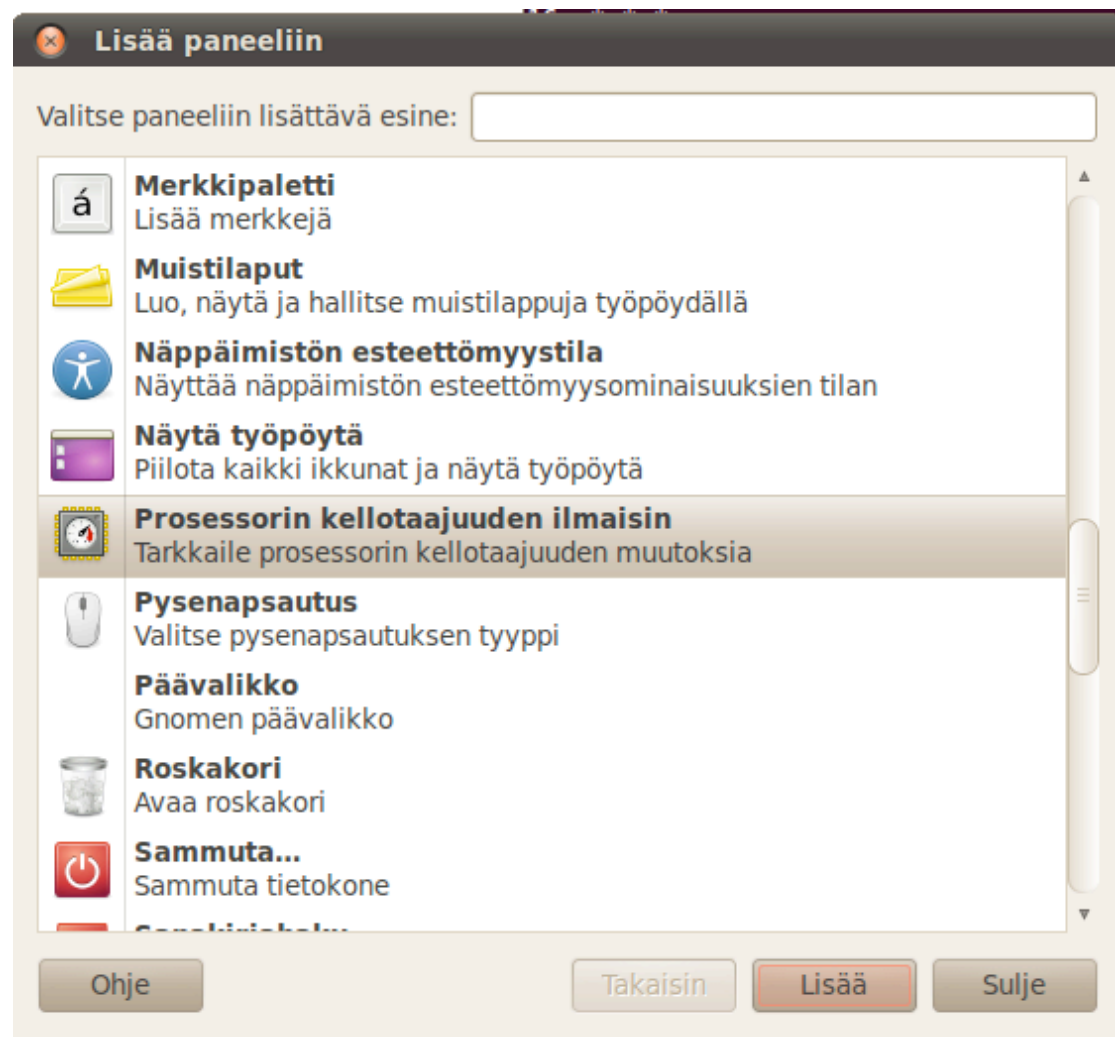 Lisää paneeliin
Valitse paneeliin lisättävä esine:
á
Merkkipaletti
Lisää merkkejä
Muistilaput
Luo, näytä ja hallitse muistilappuja työpöydällä
Näppäimistön esteettömyystila
Näyttää näppäimistön esteettömyysominaisuuksien tilan
Näytä työpöytä
Piilota kaikki ikkunat ja näytä työpöytä
Prosessorin kellotaajuuden ilmaisin
Tarkkaile prosessorin kellotaajuuden muutoksia
Pysenapsautus
Valitse pysenapsautuksen tyyppi
Päävalikko
Gnomen päävalikko
Roskakori
Avaa roskakori
Sammuta...
Sammuta tietokone
Ohje
Takaisin
Lisää
Sulje